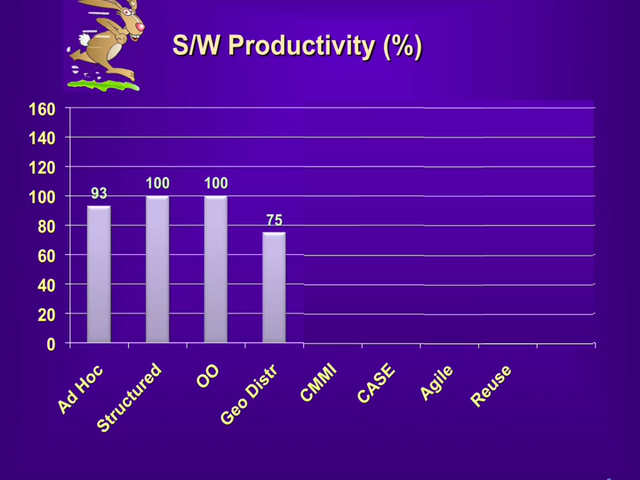 S/W Productivity (%)
160
140
120
100
80
60
40
20
0
93
100
100
75
Ad Hoc
Structured
OO
Geo Distr
CMMI
CASE
Agile
Reuse